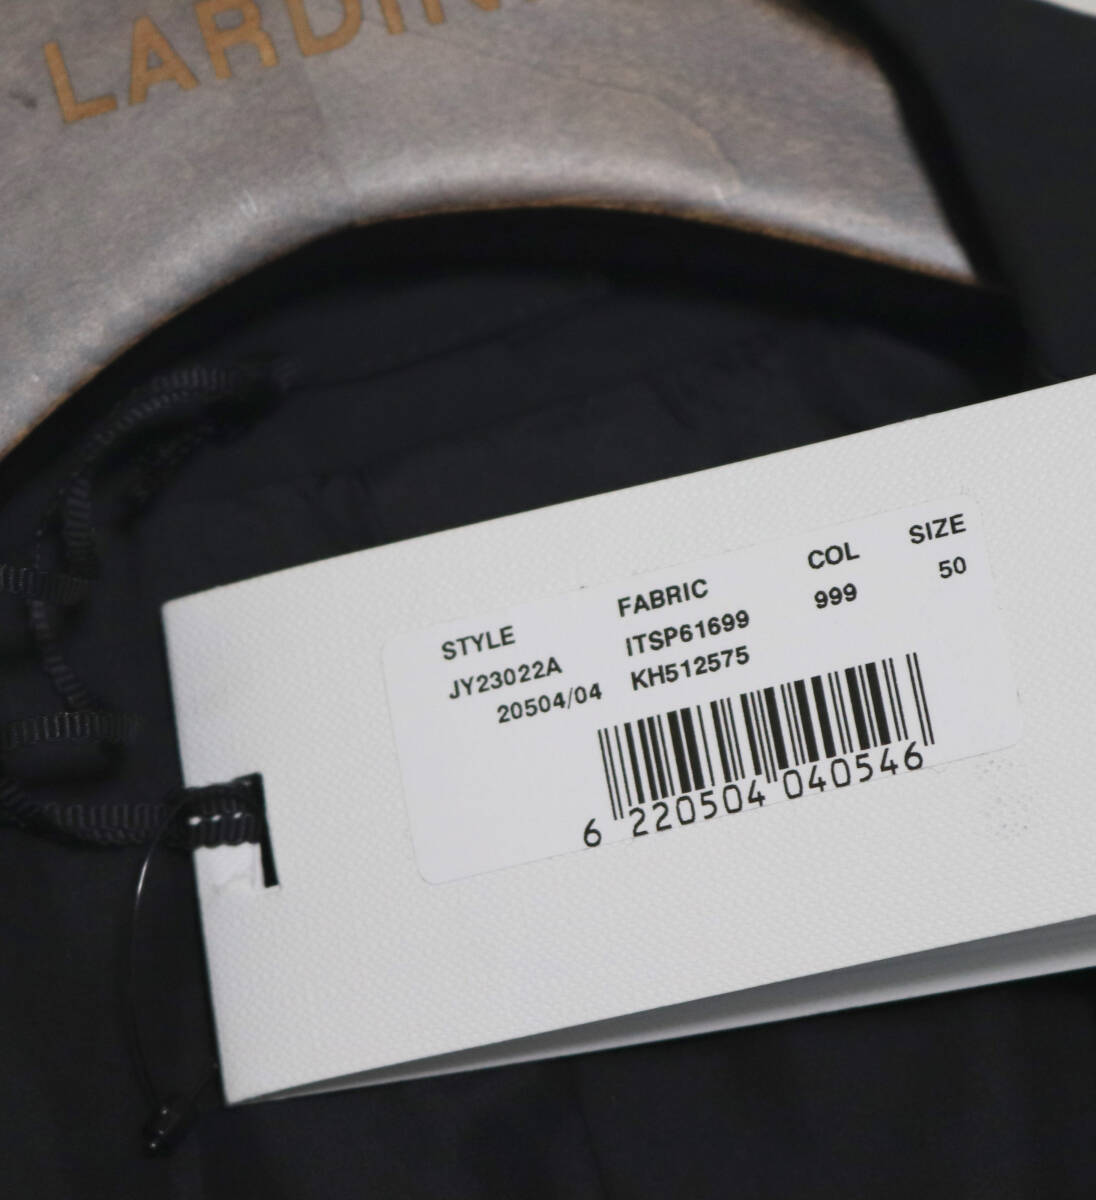 LARDIN
STYLE FABRIC COL SIZE
JY23022A ITSP61699 999 50
20504/04 KH512575
6 220504 040546